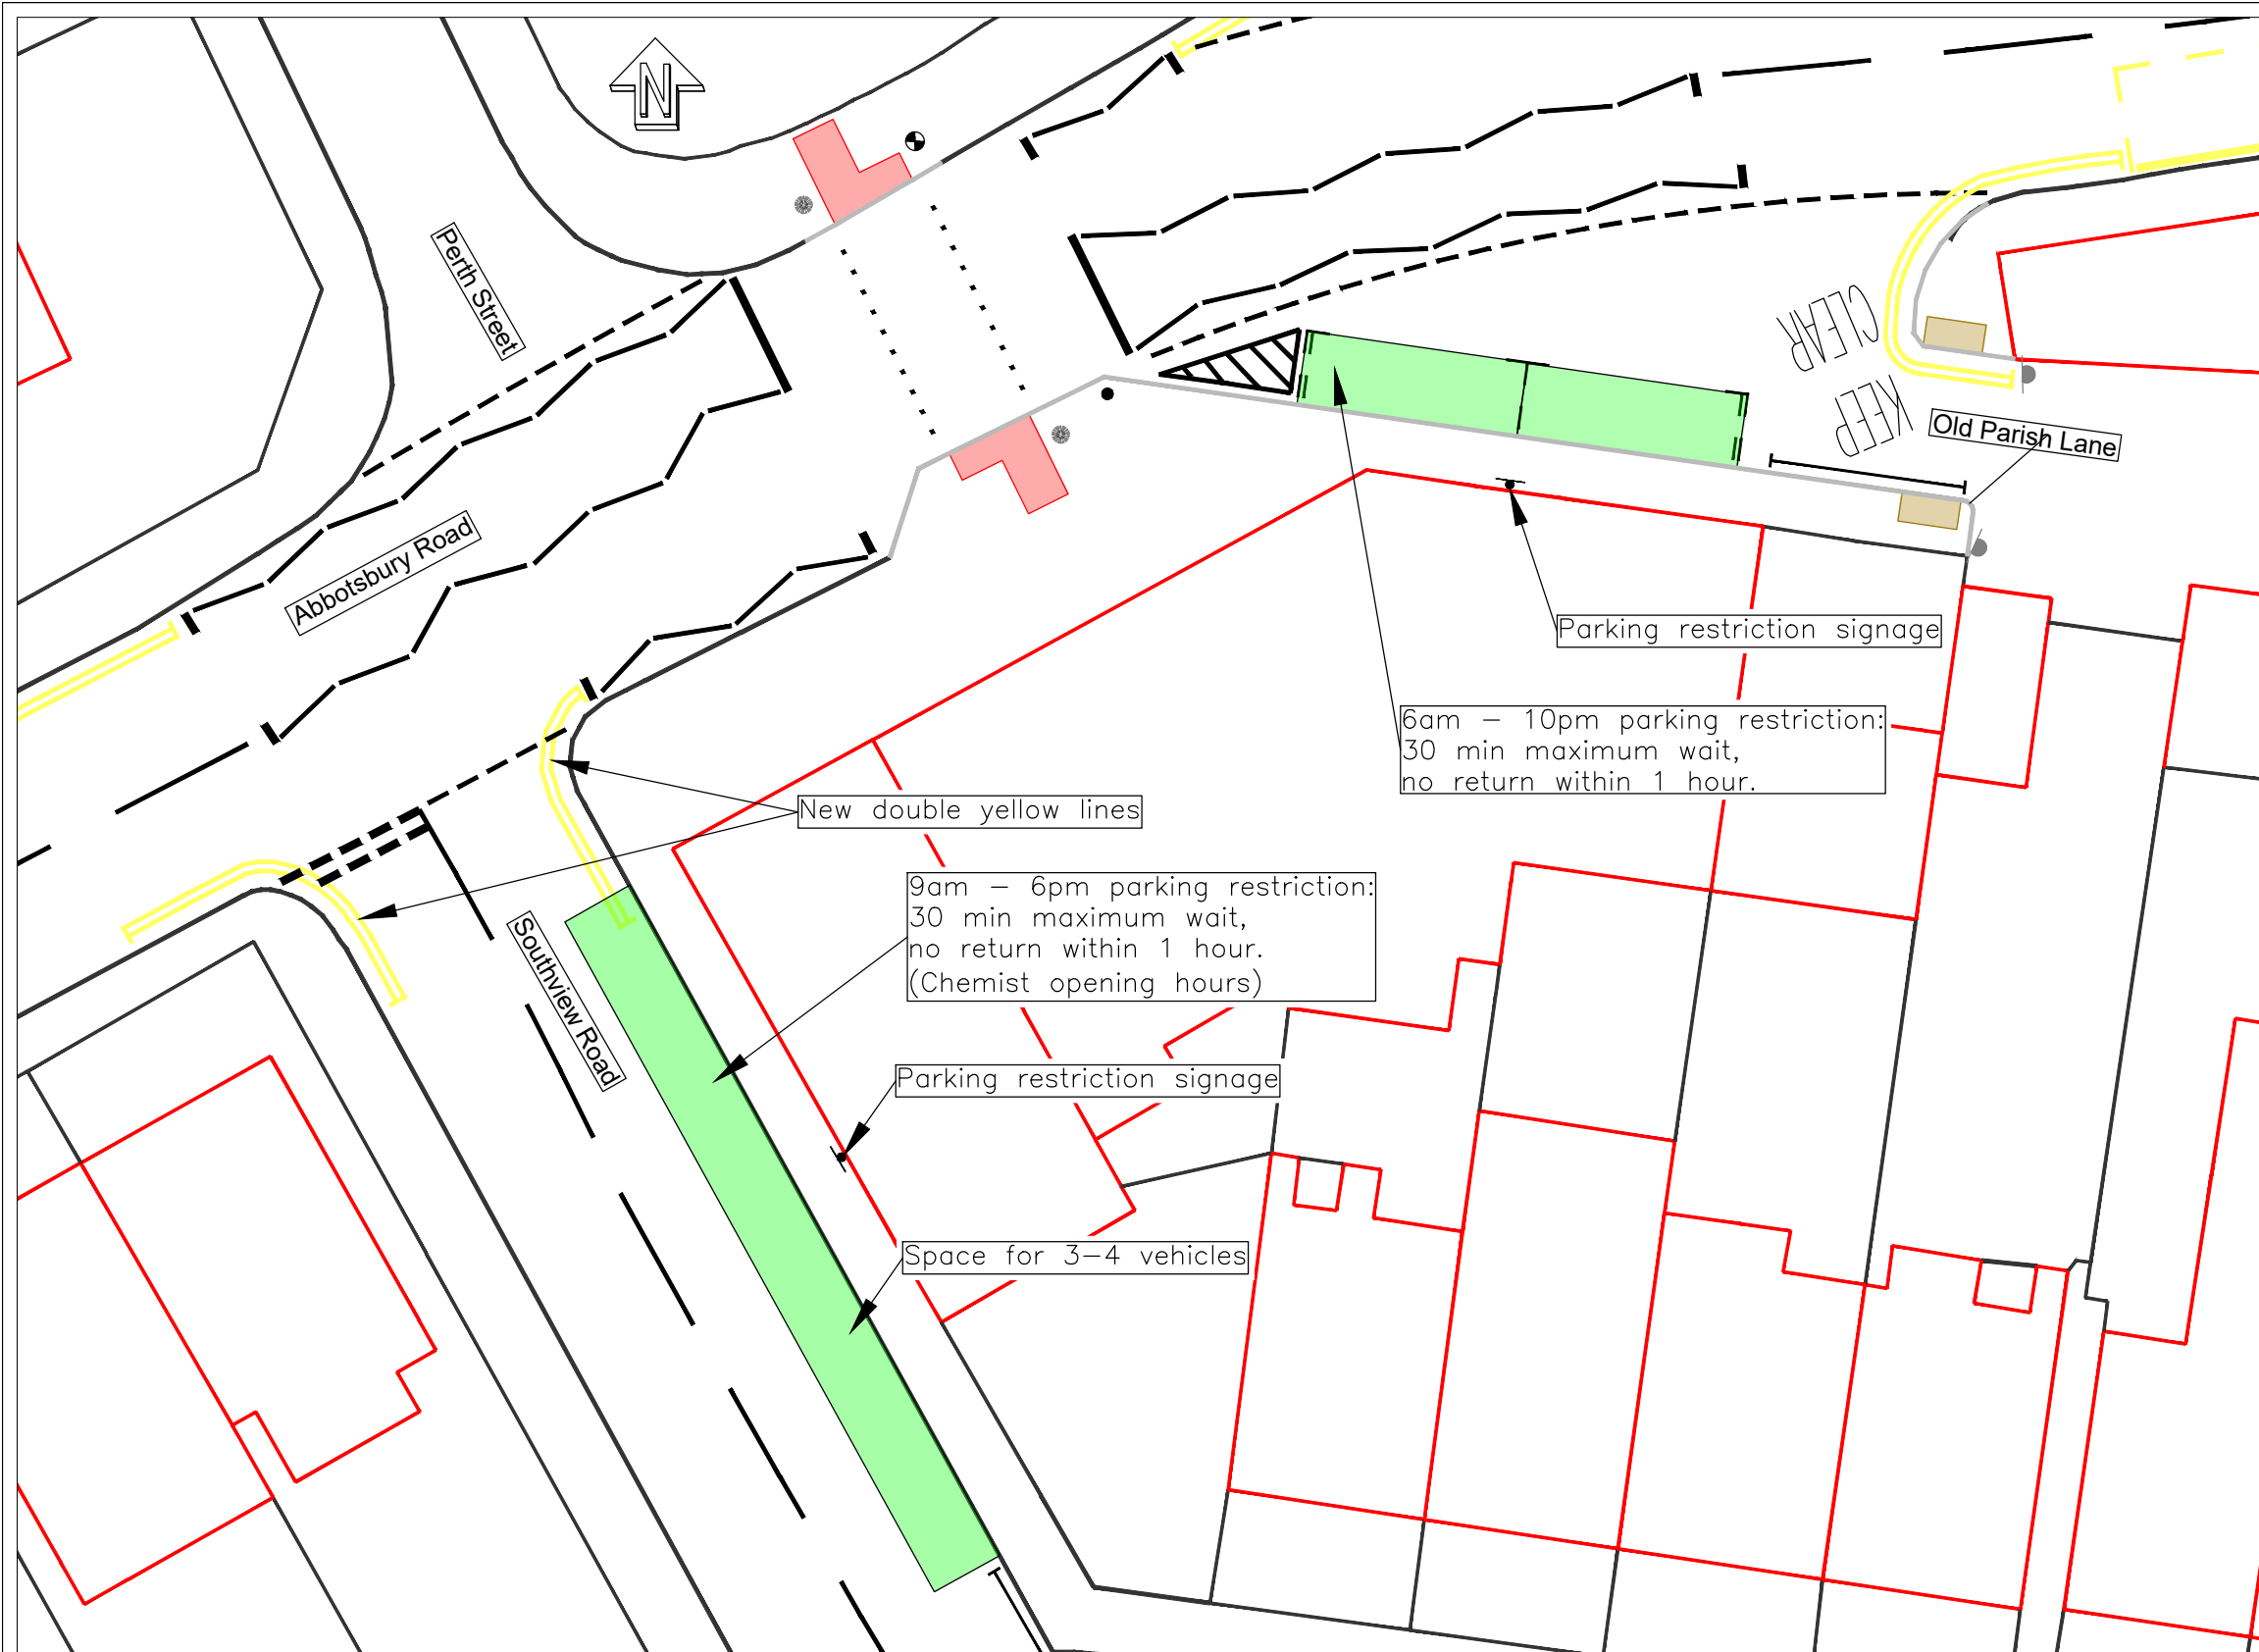 N
Perth Street
CLEAR
KEEP
Old Parish Lane
Abbotsbury Road
Parking restriction signage
6am – 10pm parking restriction:
30 min maximum wait,
no return within 1 hour.
New double yellow lines
9am – 6pm parking restriction:
30 min maximum wait,
no return within 1 hour.
(Chemist opening hours)
Southview Road
Parking restriction signage
Space for 3–4 vehicles